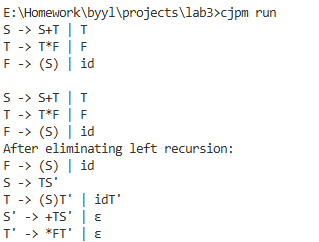 E:\Homework\byyl\projects\lab3>cjpm run
S -> S+T | T
T -> T*F | F
F -> (S) | id

S -> S+T | T
T -> T*F | F
F -> (S) | id
After eliminating left recursion:
F -> (S) | id
S -> TS'
T -> (S)T' | idT'
S' -> +TS' | ε
T' -> *FT' | ε